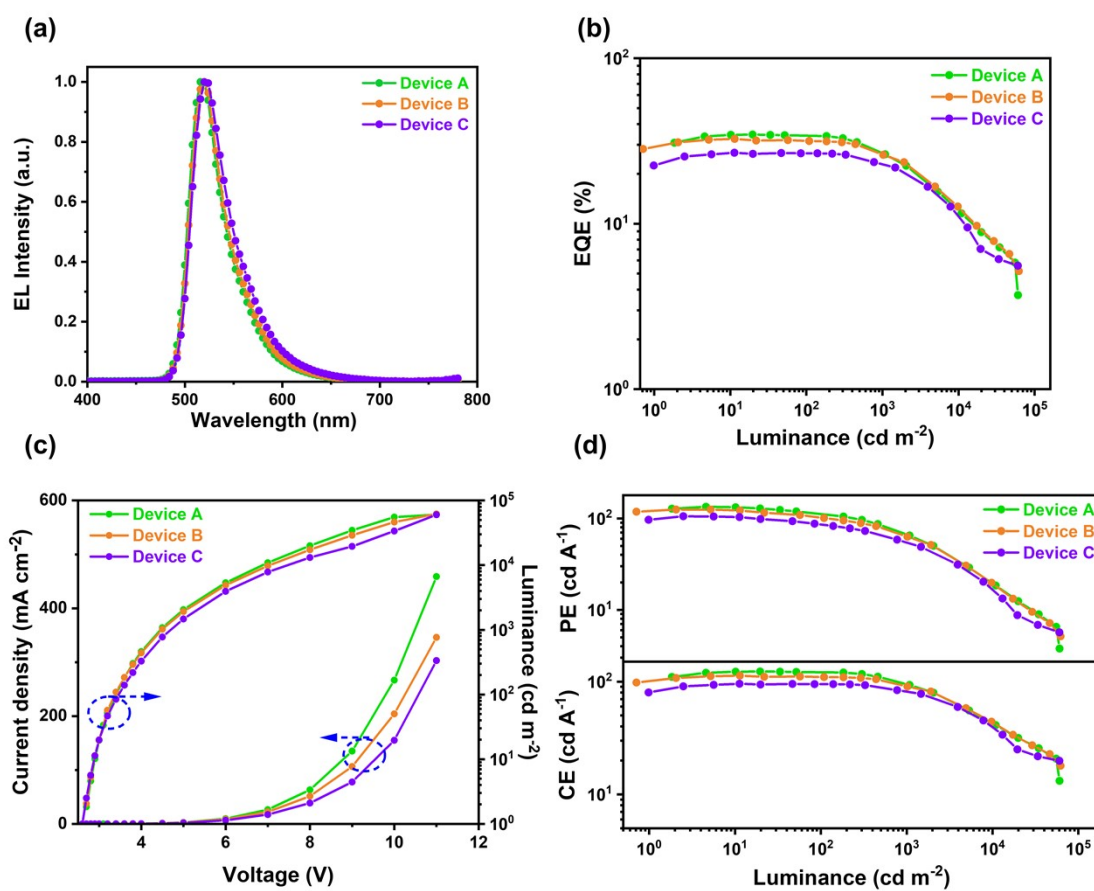 (a)
EL Intensity (a.u.)
1.0
0.8
0.6
0.4
0.2
0.0
400
500
600
700
800
Wavelength (nm)
Device A
Device B
Device C
(b)
EQE (%)
10²
10¹
10⁰
10⁰
10¹
10²
10³
10⁴
10⁵
Luminance (cd m⁻²)
Device A
Device B
Device C
(c)
Current density (mA cm⁻²)
600
400
200
0
4
6
8
10
12
Voltage (V)
10⁵
10⁴
10³
10²
10¹
10⁰
Luminance (cd m⁻²)
Device A
Device B
Device C
(d)
PE (cd A⁻¹)
10²
10¹
Device A
Device B
Device C
CE (cd A⁻¹)
10²
10¹
10⁰
10¹
10²
10³
10⁴
10⁵
Luminance (cd m⁻²)